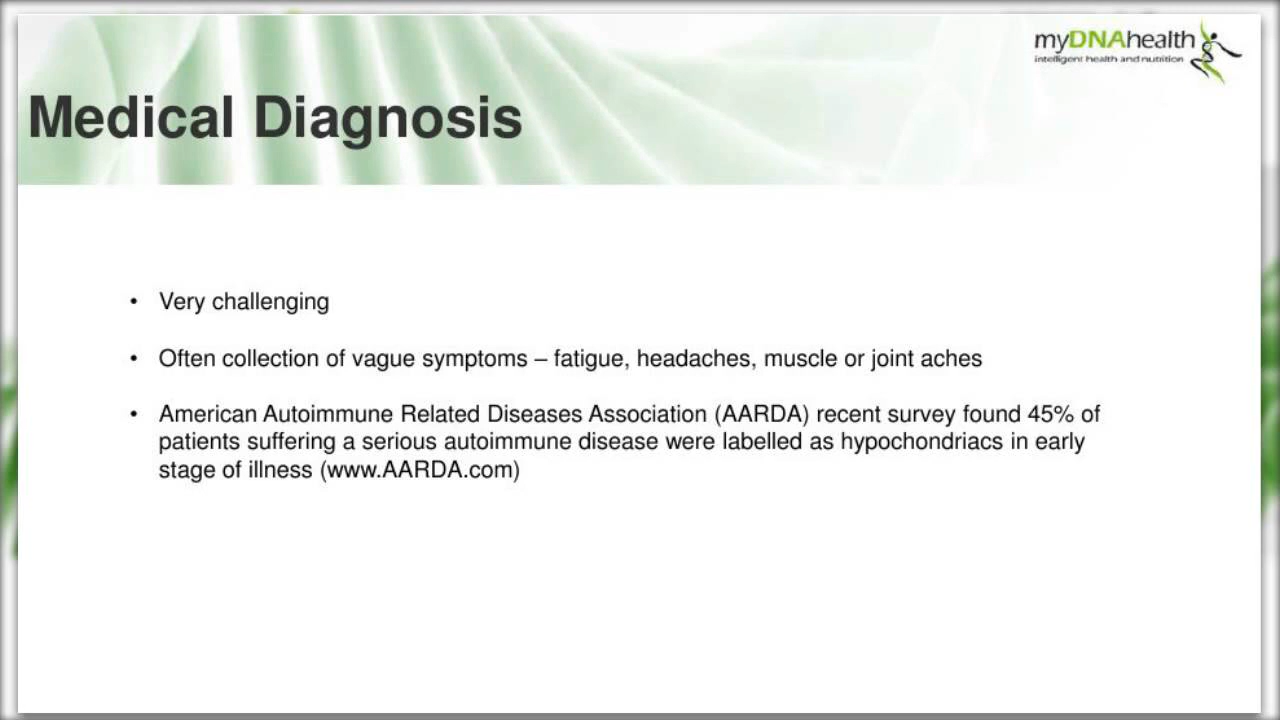 myDNAhealth
intelligent health and nutrition
Medical Diagnosis
• Very challenging
• Often collection of vague symptoms – fatigue, headaches, muscle or joint aches
• American Autoimmune Related Diseases Association (AARDA) recent survey found 45% of
patients suffering a serious autoimmune disease were labelled as hypochondriacs in early
stage of illness (www.AARDA.com)